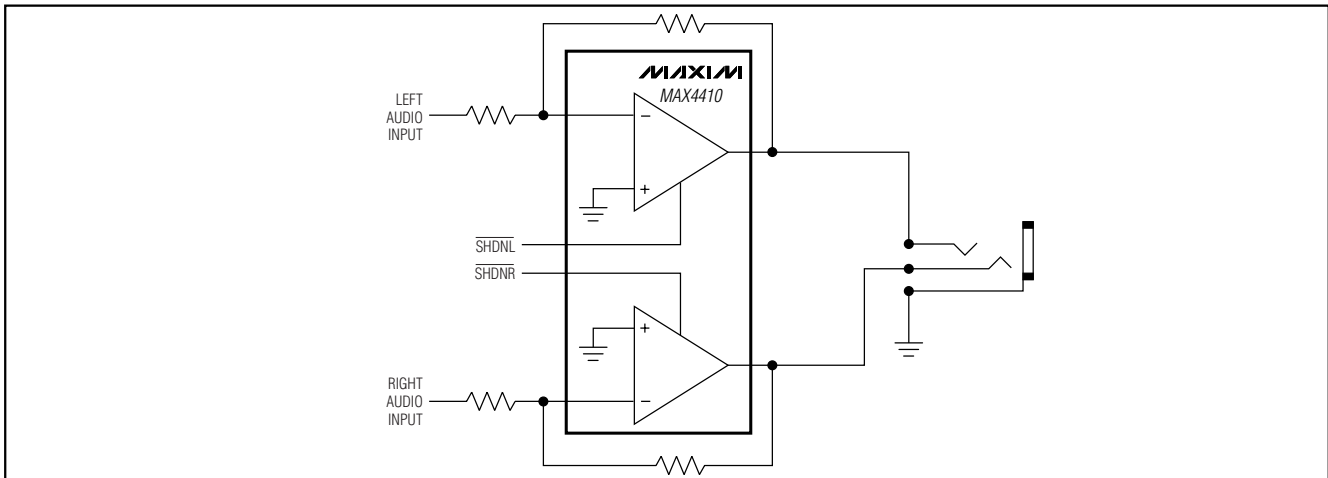 MAXIM
MAX4410
LEFT
AUDIO
INPUT
−
+
SHDNL
SHDNR
+
−
RIGHT
AUDIO
INPUT